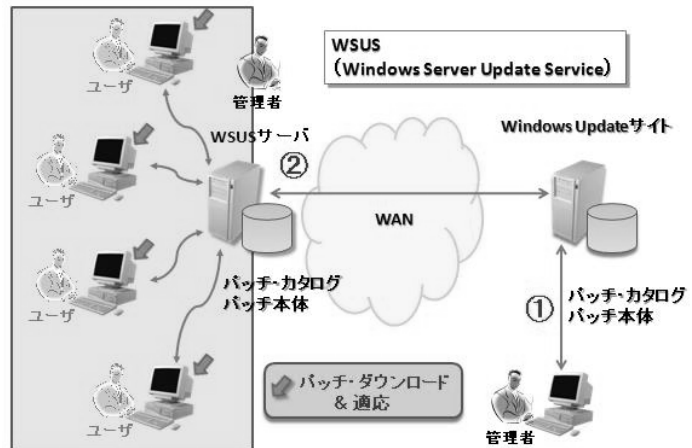 WSUS
（Windows Server Update Service）
ユーザ
管理者
WSUSサーバ
②
Windows Updateサイト
ユーザ
WAN
ユーザ
パッチ・カタログ
パッチ本体
①
パッチ・カタログ
パッチ本体
ユーザ
パッチ・ダウンロード
& 適応
管理者